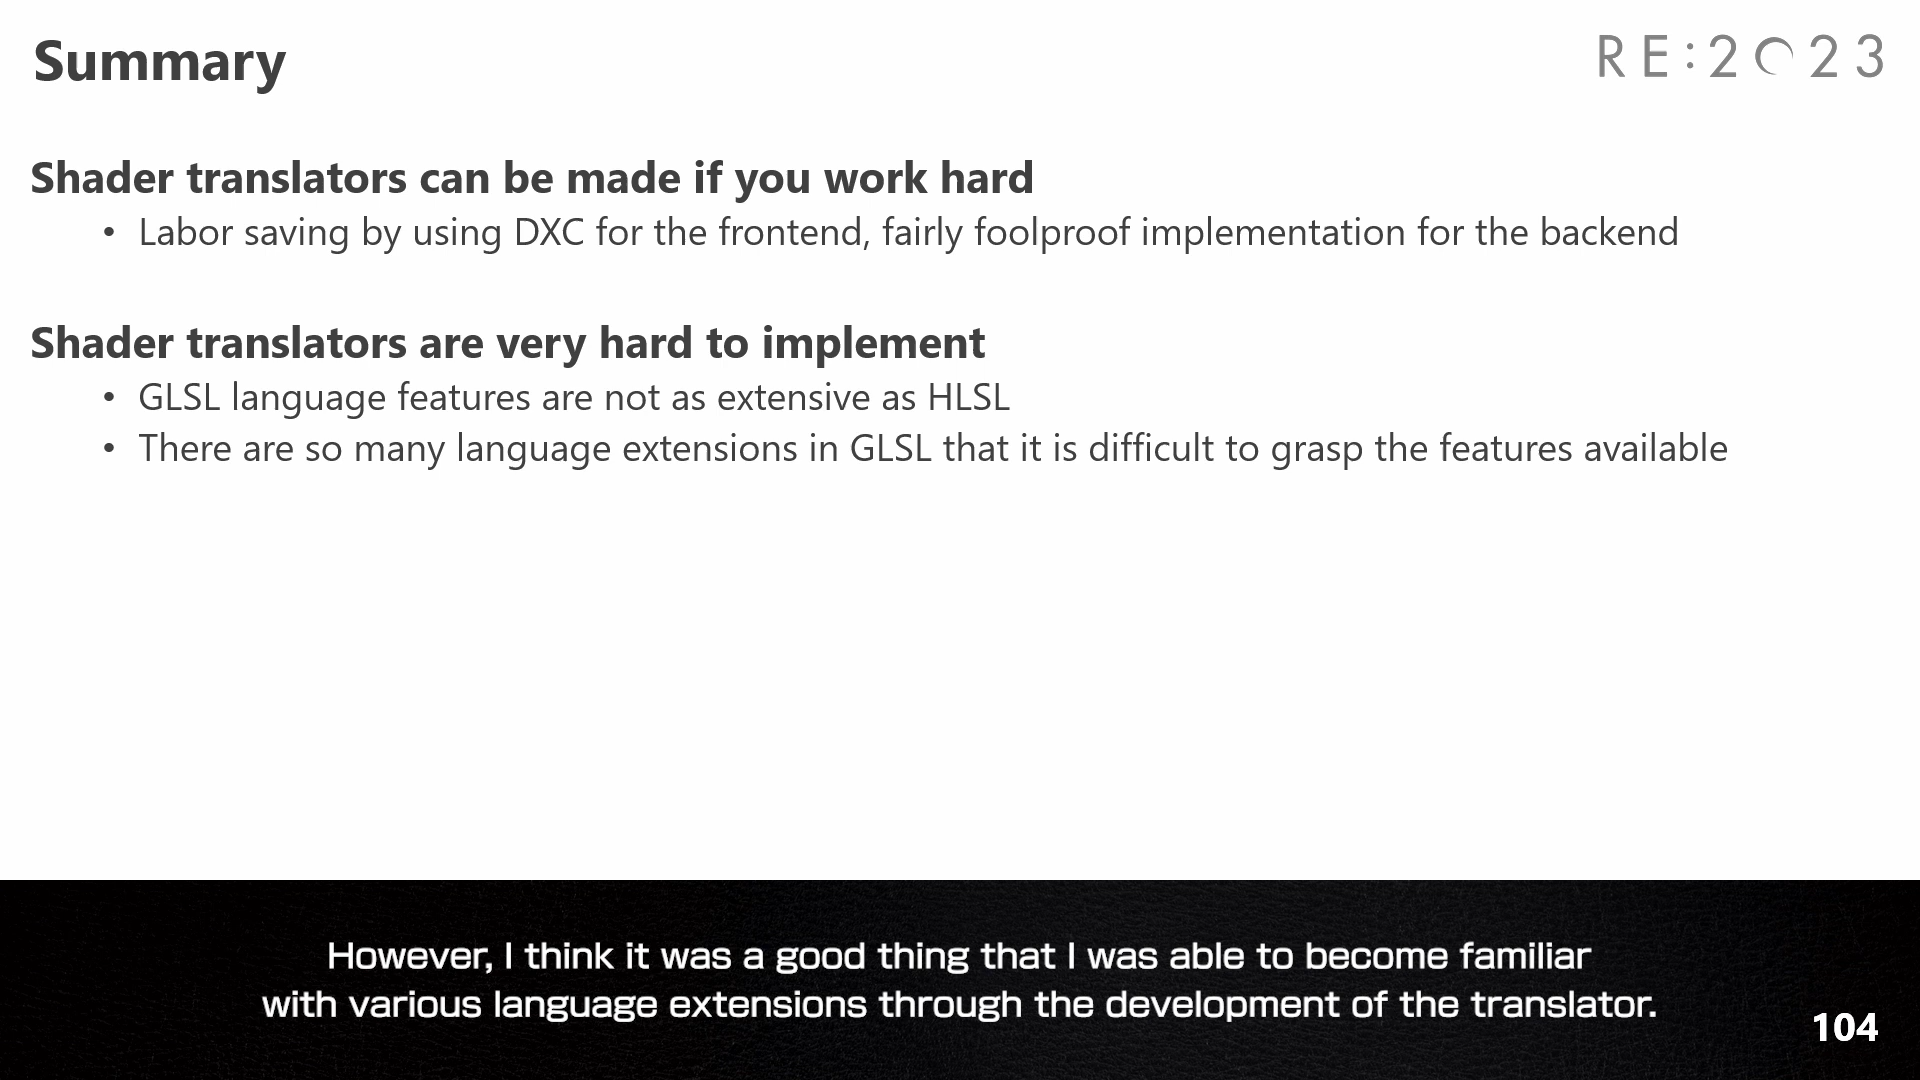 Summary
RE:2023
Shader translators can be made if you work hard
• Labor saving by using DXC for the frontend, fairly foolproof implementation for the backend
Shader translators are very hard to implement
• GLSL language features are not as extensive as HLSL
• There are so many language extensions in GLSL that it is difficult to grasp the features available
However, I think it was a good thing that I was able to become familiar
with various language extensions through the development of the translator.
104